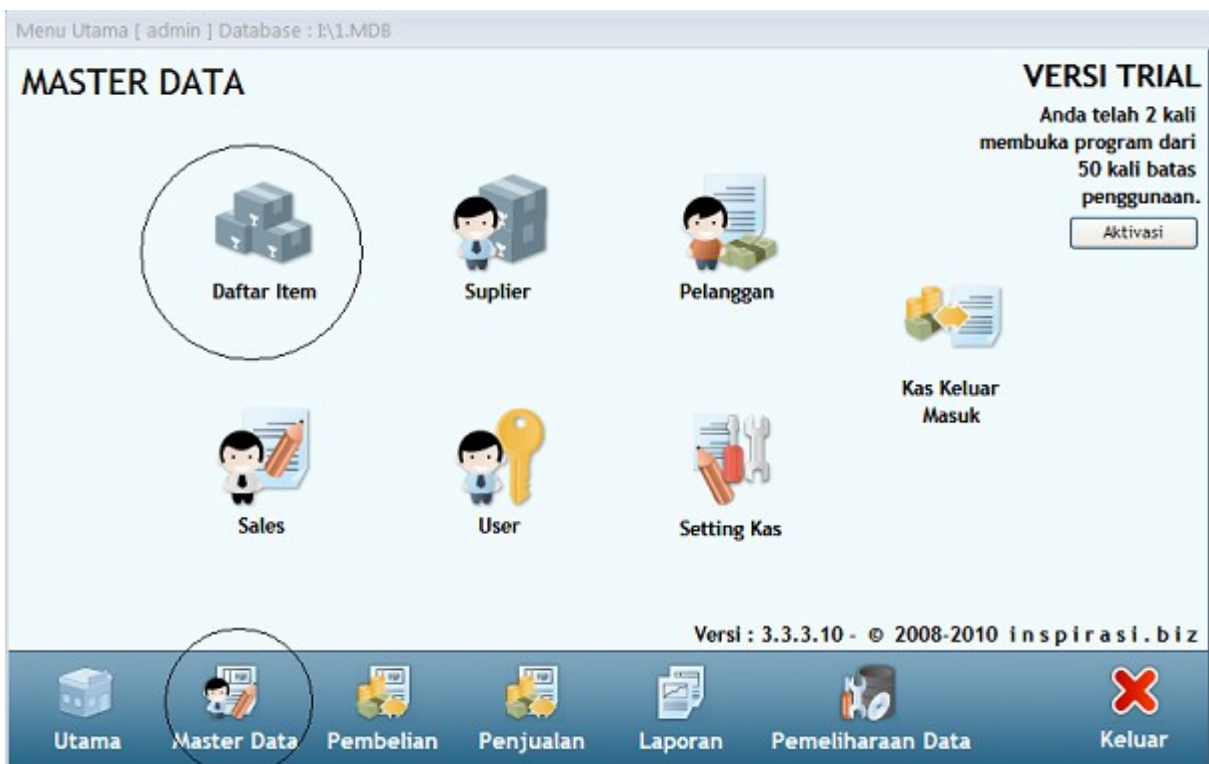 Menu Utama [ admin ] Database : I:\1.MDB
MASTER DATA
VERSI TRIAL
Anda telah 2 kali
membuka program dari
50 kali batas
penggunaan.
Aktivasi
Daftar Item
Suplier
Pelanggan
Kas Keluar
Masuk
Sales
User
Setting Kas
Versi : 3.3.3.10 - © 2008-2010 inspirasi.biz
Utama
Master Data
Pembelian
Penjualan
Laporan
Pemeliharaan Data
Keluar